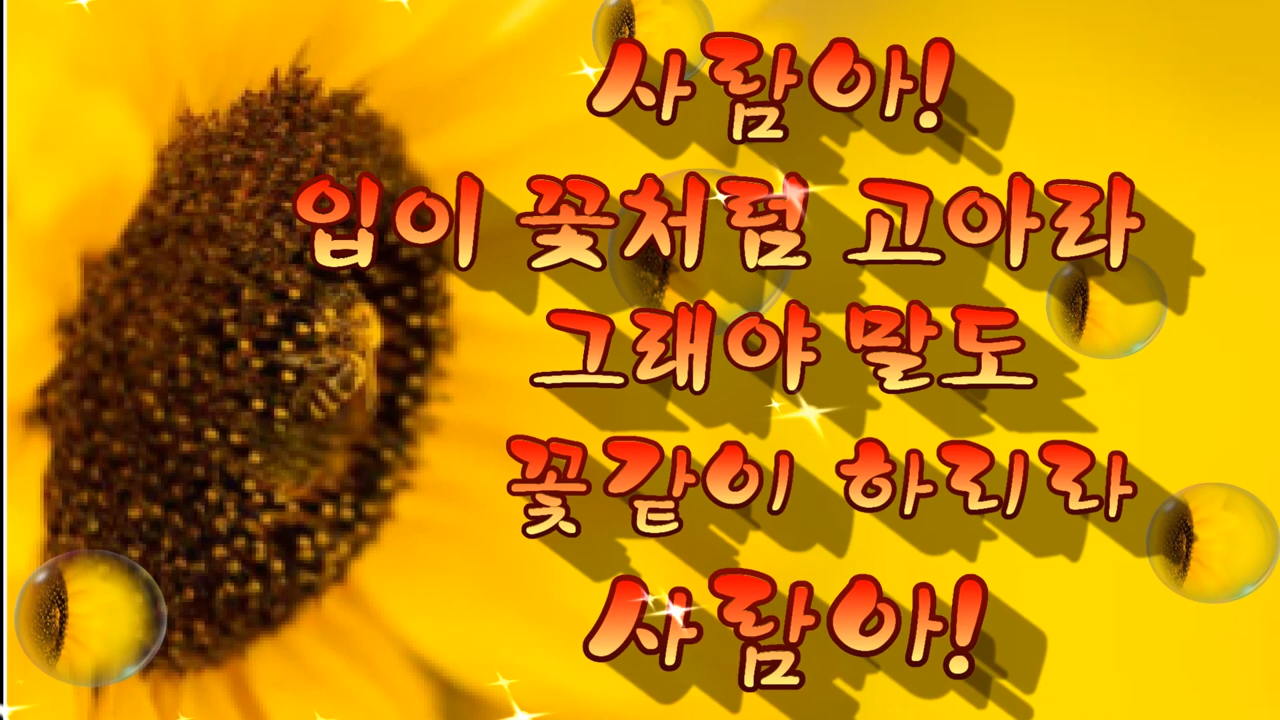 사람아!
입이 꽃처럼 고아라
그래야 말도
꽃같이 하리라
사람아!